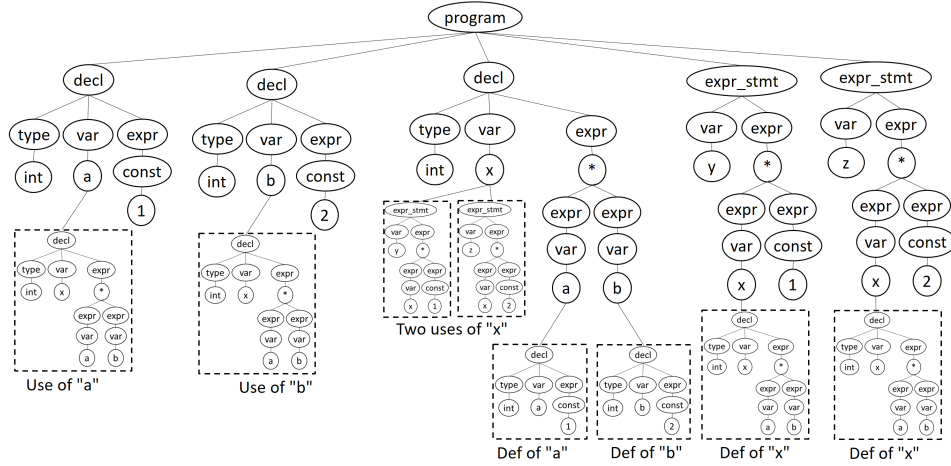 program
decl decl decl expr_stmt expr_stmt
type var expr type var expr type var expr var expr var expr
int a const int b const int x * y * z *
1 2 expr expr expr expr expr expr
var var var const var const
a b x 1 x 2
decl
type var expr
int x *
expr expr
var var
a b
Use of "a"
decl
type var expr
int x *
expr expr
var var
a b
Use of "b"
expr_stmt expr_stmt
var expr var expr
y * z *
expr expr expr expr
var const var const
x 1 x 2
Two uses of "x"
decl
type var expr
int a const
1
Def of "a"
decl
type var expr
int b const
2
Def of "b"
decl
type var expr
int x *
expr expr
var var
a b
Def of "x"
decl
type var expr
int x *
expr expr
var var
a b
Def of "x"